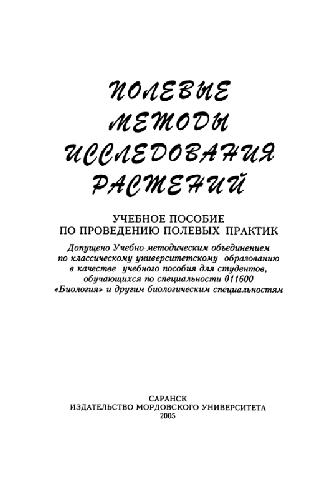 ПОЛЕВЫЕ
МЕТОДЫ
ИССЛЕДОВАНИЯ
РАСТЕНИЙ
УЧЕБНОЕ ПОСОБИЕ
ПО ПРОВЕДЕНИЮ ПОЛЕВЫХ ПРАКТИК
Допущено Учебно-методическим объединением
по классическому университетскому образованию
в качестве учебного пособия для студентов,
обучающихся по специальности 011600
«Биология» и другим биологическим специальностям
САРАНСК
ИЗДАТЕЛЬСТВО МОРДОВСКОГО УНИВЕРСИТЕТА
2005